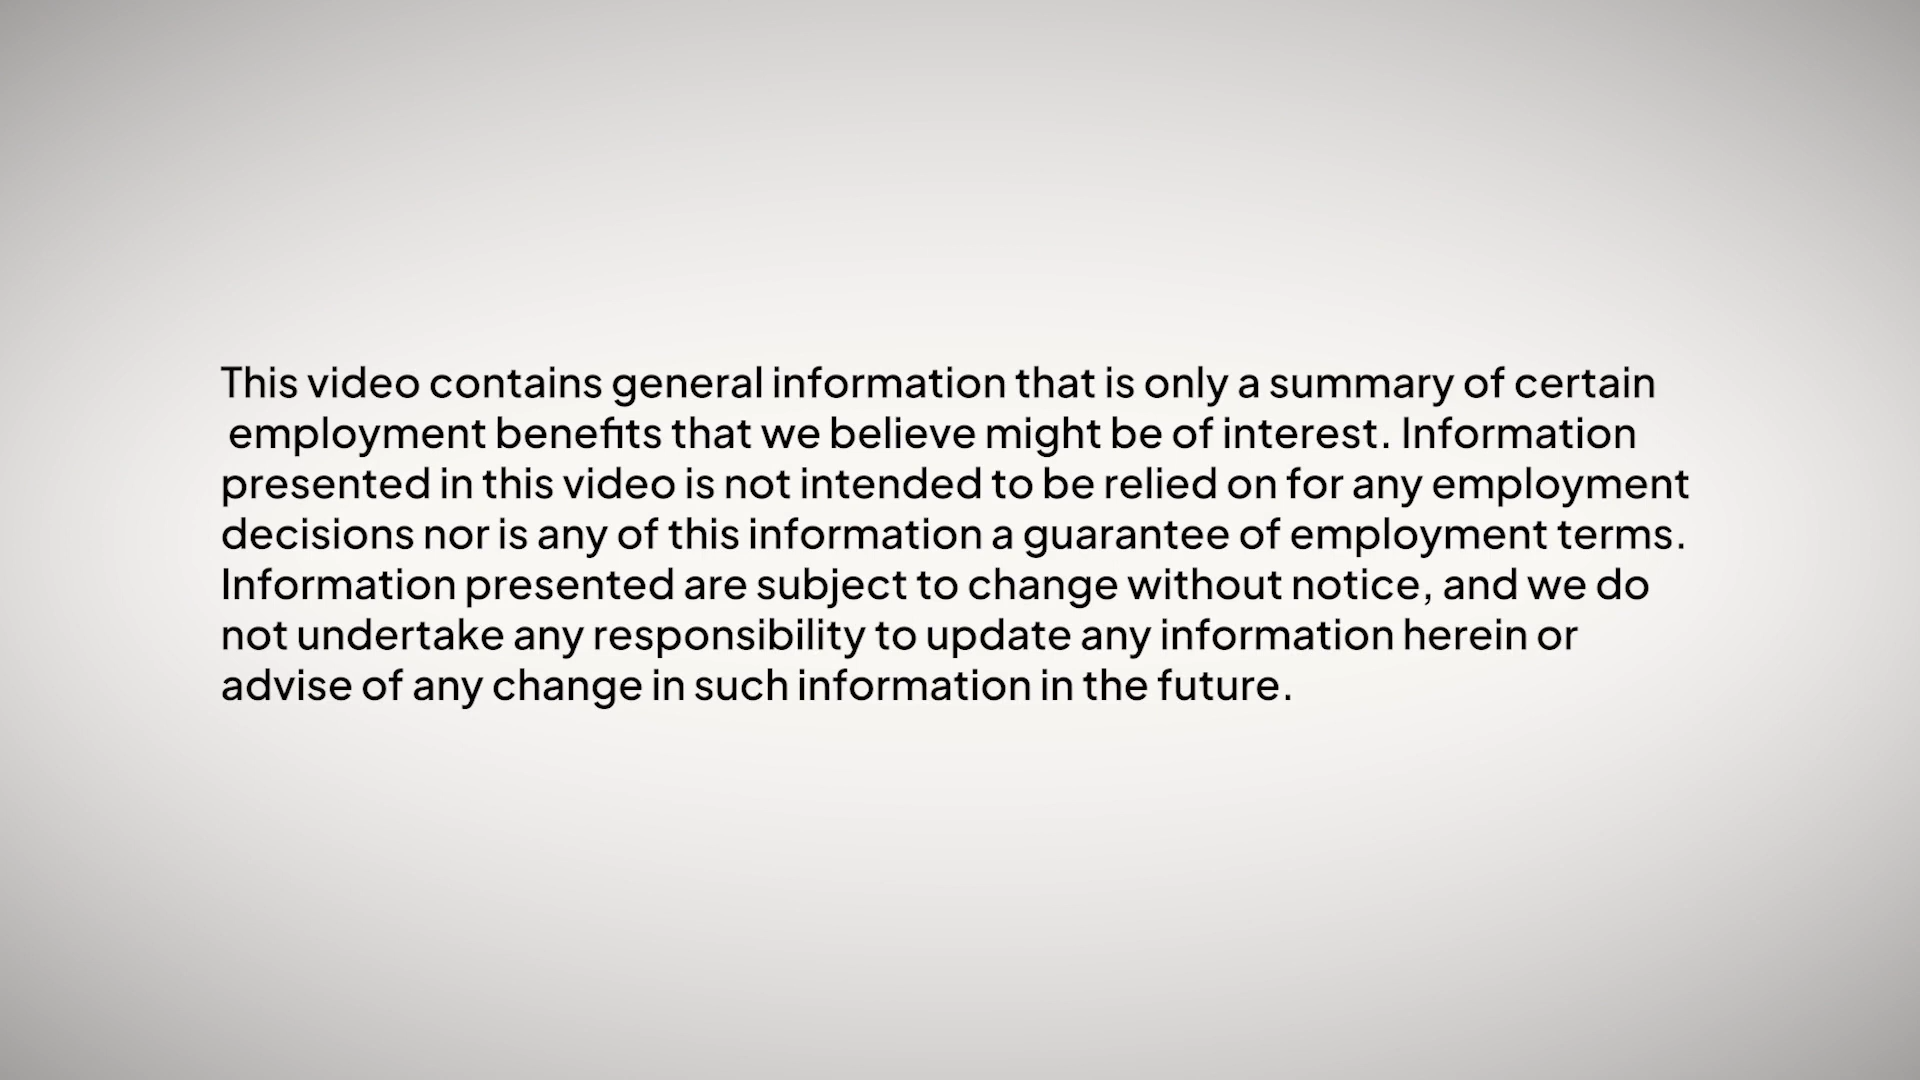 This video contains general information that is only a summary of certain
employment benefits that we believe might be of interest. Information
presented in this video is not intended to be relied on for any employment
decisions nor is any of this information a guarantee of employment terms.
Information presented are subject to change without notice, and we do
not undertake any responsibility to update any information herein or
advise of any change in such information in the future.